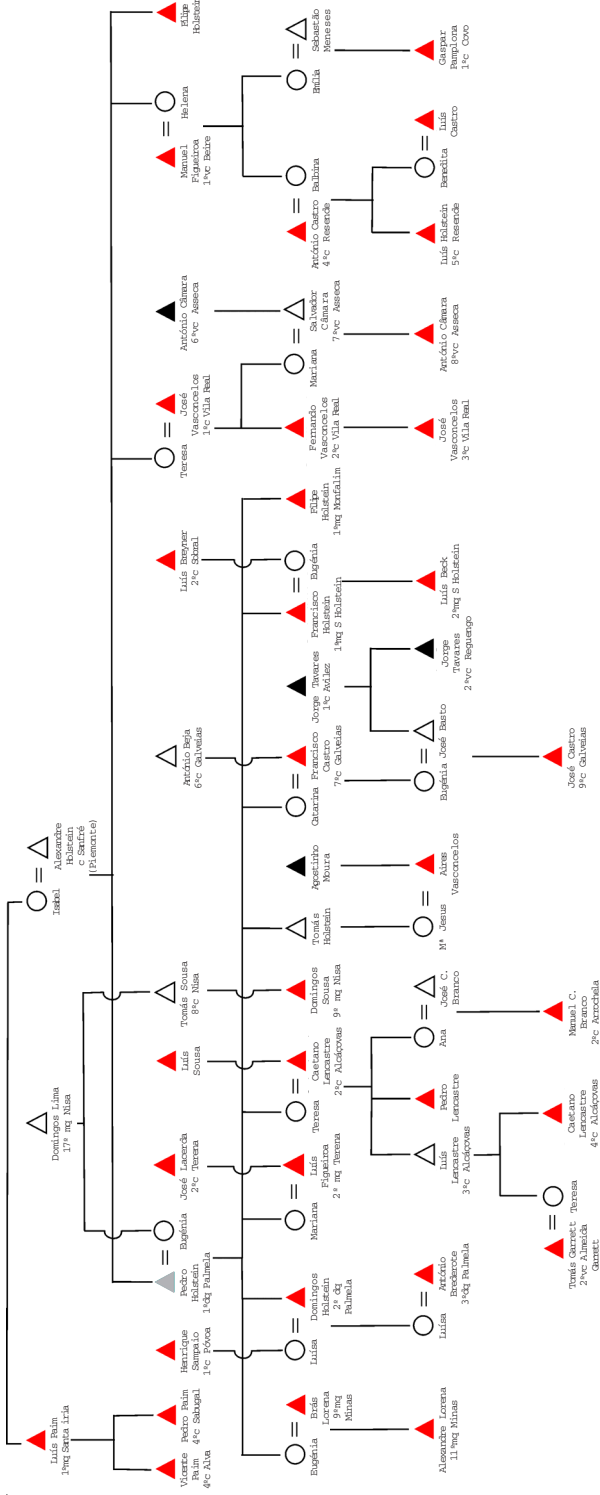 Luís Paim
1ºmq Santa iria
Vicente
Paim
4ºc Alva
Pedro Paim
4ºc Sabugal
Isabel
=
Alexandre
Holstein
c Sanfré
(Piemonte)
Domingos Lima
17º mq Nisa
Henrique
Sampaio
1ºc Póvoa
Pedro
Holstein
1ºdq Palmela
=
Eugénia
José Lacerda
2ºc Terena
Luís
Sousa
Tomás Sousa
8ºc Nisa
António Beja
6ºc Galveias
Luís Breyner
2ºc Sobral
Teresa
=
José
Vasconcelos
1ºc Vila Real
António Câmara
6ºvc Asseca
Manuel
Figueiroa
1ºvc Beire
=
Helena
Filipe
Holstein
Eugénia
=
Brás
Lorena
9ºmq
Minas
Luísa
=
Domingos
Holstein
2º dq
Palmela
Mariana
=
Luís
Figueiroa
2º mq Terena
Teresa
=
Caetano
Lencastre
2ºc Alcáçovas
Domingos
Sousa
9º mq Nisa
Tomás
Holstein
Agostinho
Moura
Catarina
=
Francisco
Castro
7ºc Galveias
Jorge Tavares
1ºc Avilez
Francisco
Holstein
1ºmq S Holstein
=
Eugénia
Filipe
Holstein
1ºmq Monfalim
Fernando
Vasconcelos
2ºc Vila Real
Mariana
=
Salvador
Câmara
7ºvc Asseca
António Castro
4ºc Resende
=
Balbina
Emília
=
Sebastão
Meneses
Alexandre Lorena
11ºmq Minas
Luísa
=
António
Brederote
3ºdq Palmela
Luís
Lencastre
3ºc Alcáçovas
Pedro
Lencastre
Ana
=
José C.
Branco
Mª Jesus
=
Aires
Vasconcelos
Eugénia
=
José Basto
Jorge
Tavares
2ºvc Reguengo
Luís Beck
2ºmq S Holstein
José
Vasconcelos
3ºc Vila Real
António Câmara
8ºvc Asseca
Luís Holstein
5ºc Resende
Benedita
=
Luís
Castro
Gaspar
Pamplona
1ºc Covo
Tomás Garrett
2ºvc Almeida
Garrett
=
Teresa
Caetano
Lencastre
4ºc Alcáçovas
Manuel C.
Branco
2ºc Arrochela
José Castro
9ºc Galveias